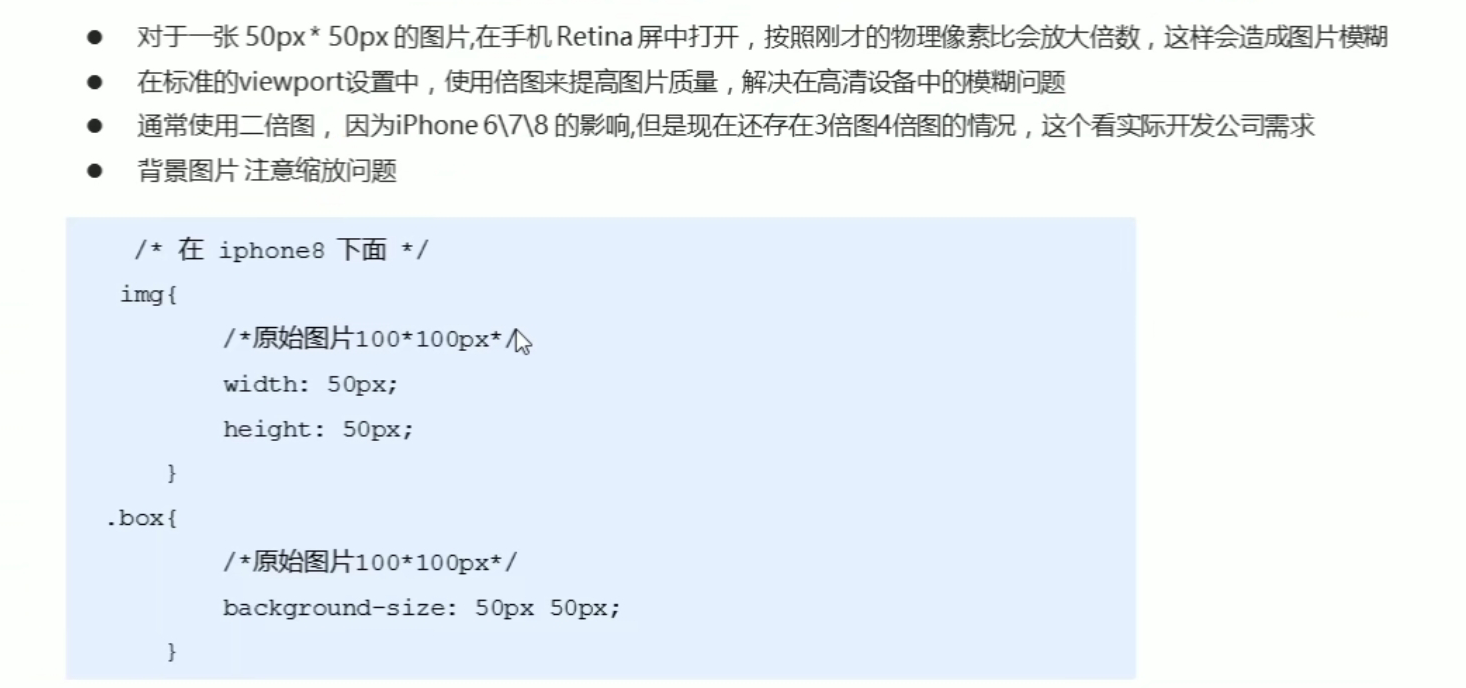 ● 对于一张 50px* 50px 的图片,在手机 Retina 屏中打开，按照刚才的物理像素比会放大倍数，这样会造成图片模糊
● 在标准的viewport设置中，使用倍图来提高图片质量，解决在高清设备中的模糊问题
● 通常使用二倍图，因为iPhone 6\7\8 的影响,但是现在还存在3倍图4倍图的情况，这个看实际开发公司需求
● 背景图片 注意缩放问题
/* 在 iphone8 下面 */
img{
/*原始图片100*100px*/
width: 50px;
height: 50px;
}
.box{
/*原始图片100*100px*/
background-size: 50px 50px;
}